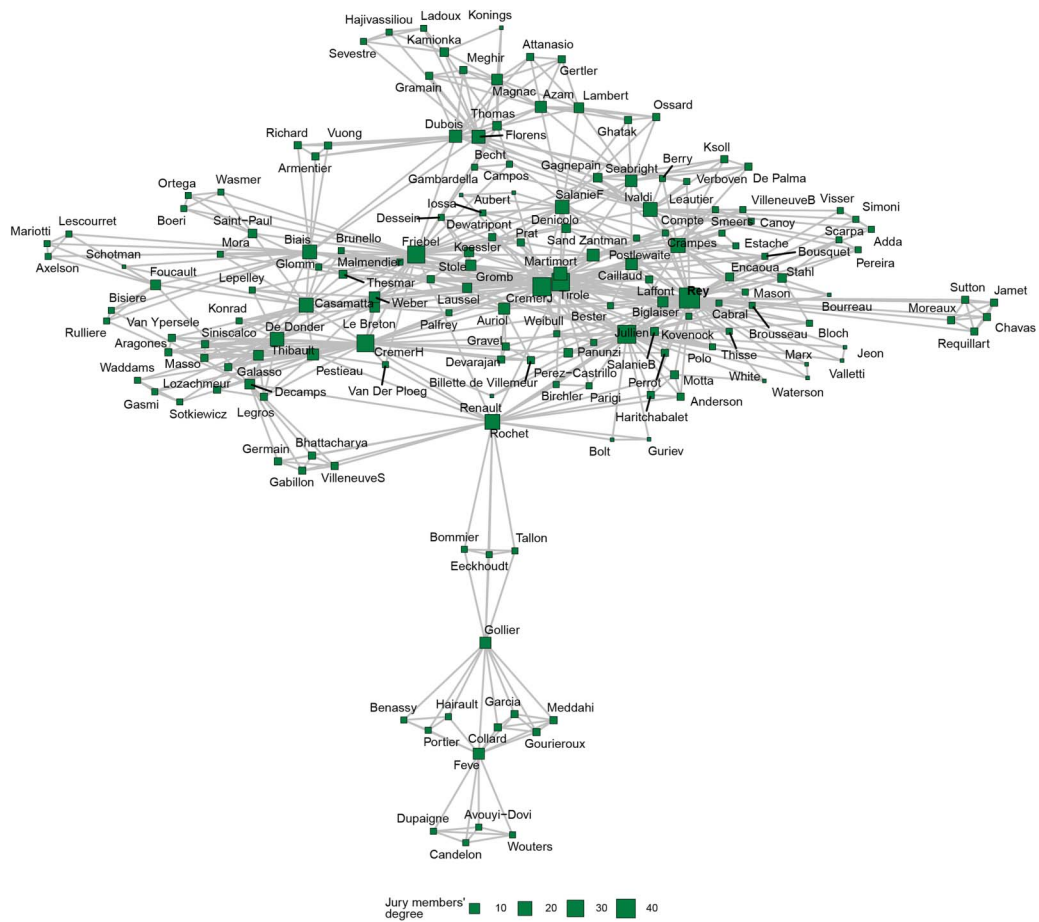 Hajivassiliou
Ladoux
Konings
Kamionka
Sevestre
Attanasio
Meghir
Gertler
Gramain
Magnac
Azam
Lambert
Ossard
Thomas
Ghatak
Dubois
Florens
Richard
Vuong
Armentier
Becht
Gagnepain
Seabright
Berry
Ksoll
Campos
Gambardella
Verboven
De Palma
Ortega
Wasmer
Iossa
Aubert
SalanieF
Ivaldi
Leautier
VilleneuveB
Visser
Boeri
Saint-Paul
Dessein
Dewatripont
Denicolo
Compte
Smeers
Canoy
Simoni
Lescourret
Mariotti
Schotman
Mora
Biais
Brunello
Friebel
Koessler
Prat
Sand Zantman
Crampes
Estache
Scarpa
Adda
Pereira
Axelson
Glomm
Malmendier
Stole
Gromb
Martimort
Postlewaite
Encaoua
Stahl
Foucault
Lepelley
Thesmar
Caillaud
Bisiere
Konrad
Casamatta
Weber
Laussel
CremerJ
Tirole
Laffont
Rey
Mason
Bourreau
Bousquet
Sutton
Jamet
Moreaux
Rulliere
Van Ypersele
Siniscalco
De Donder
Le Breton
Palfrey
Auriol
Weibull
Bester
Biglaiser
Cabral
Brousseau
Bloch
Chavas
Requillart
Aragones
Masso
Thibault
CremerH
Gravel
Jullien
Kovenock
Thisse
Marx
Jeon
Waddams
Galasso
Pestieau
Devarajan
Panunzi
SalanieB
Polo
Valletti
Lozachmeur
Decamps
Van Der Ploeg
Billette de Villemeur
Perez-Castrillo
Perrot
Motta
White
Waterson
Gasmi
Sotkiewicz
Legros
Renault
Birchler
Parigi
Haritchabalet
Anderson
Rochet
Germain
Bhattacharya
Bolt
Guriev
Gabillon
VilleneuveS
Bommier
Tallon
Eeckhoudt
Gollier
Benassy
Hairault
Garcia
Meddahi
Portier
Collard
Gourieroux
Feve
Dupaigne
Avouyi-Dovi
Candelon
Wouters
Jury members'
degree
10
20
30
40